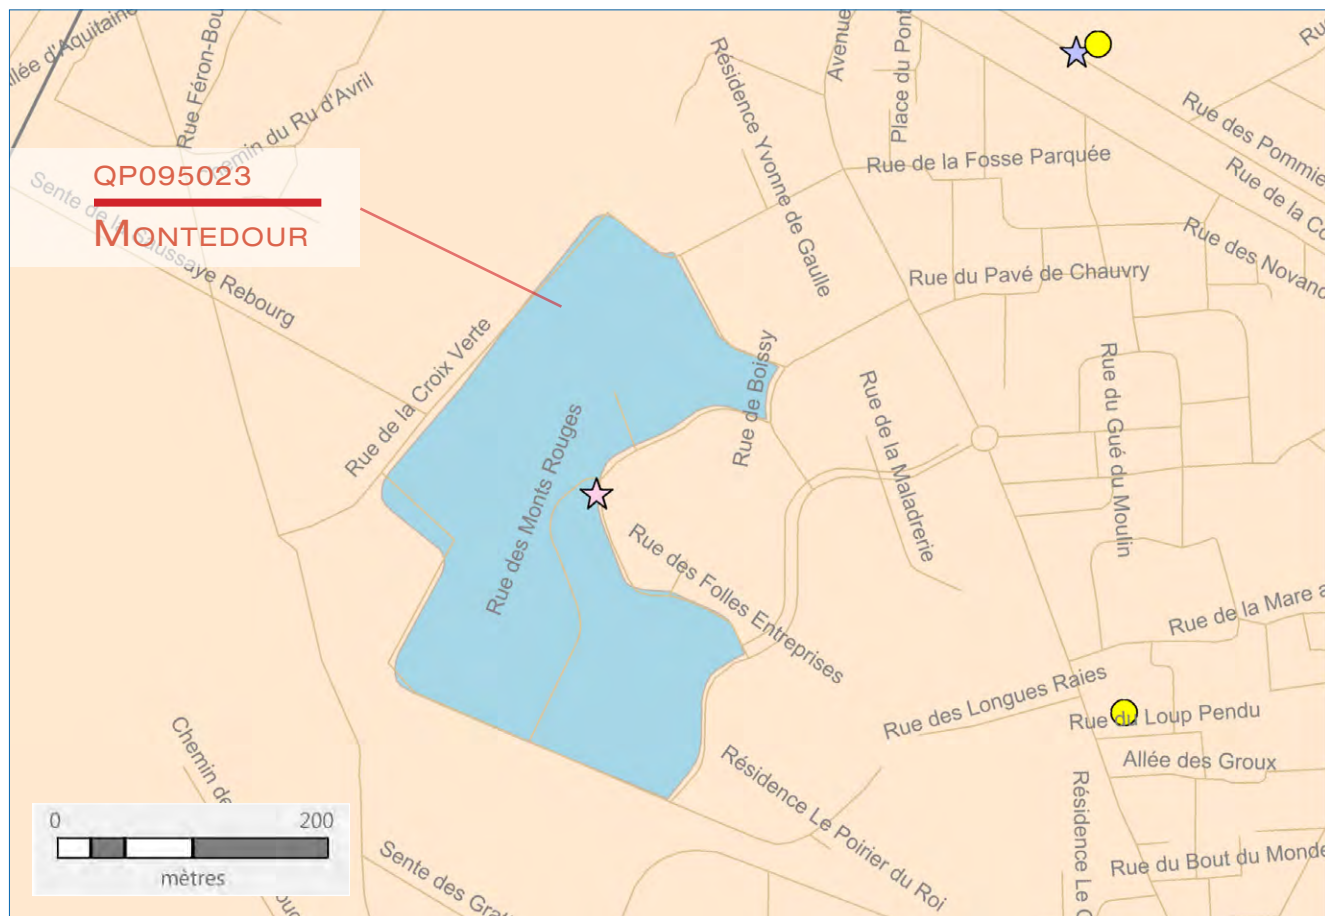 Allée d'Aquitaine
Rue Féron-Bou
Chemin du Ru d'Avril
QP095023
MONTEDOUR
Sente de la Saussaye Rebourg
Rue de la Croix Verte
Rue des Monts Rouges
Résidence Yvonne de Gaulle
Avenue
Place du Pont
Rue de la Fosse Parquée
Rue des Pommie
Rue de la Co
Rue des Novanc
Ru
Rue du Pavé de Chauvry
Rue de Boissy
Rue de la Maladrerie
Rue du Gué du Moulin
Rue des Folles Entreprises
Rue de la Mare a
Rue des Longues Raies
Rue du Loup Pendu
Allée des Groux
Résidence Le Poirier du Roi
Résidence Le C
Rue du Bout du Monde
Chemin de
Sente des Grat
0 200
mètres